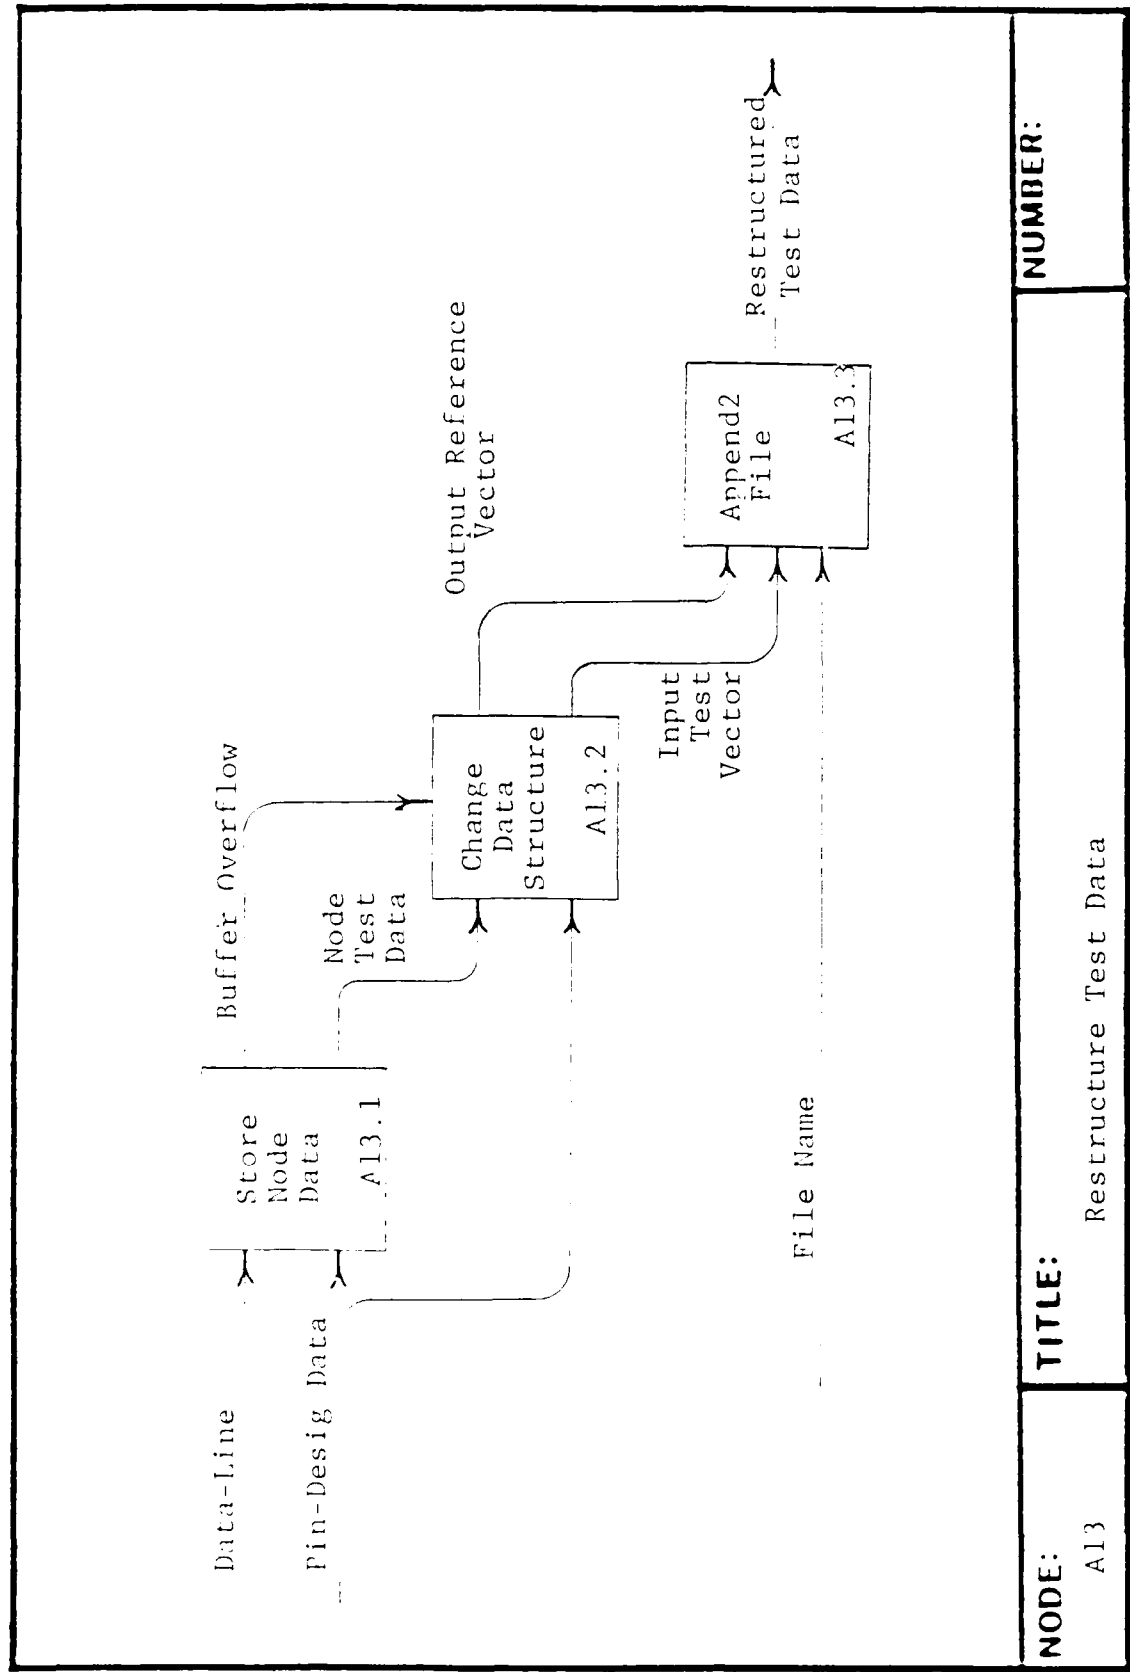 Data-Line
Pin-Desig Data
Store
Node
Data
A13.1
Buffer Overflow
Node
Test
Data
Change
Data
Structure
A13.2
Output Reference
Vector
Input
Test
Vector
File Name
Append2
File
A13.3
Restructured
Test Data
NODE:
A13
TITLE:
Restructure Test Data
NUMBER: